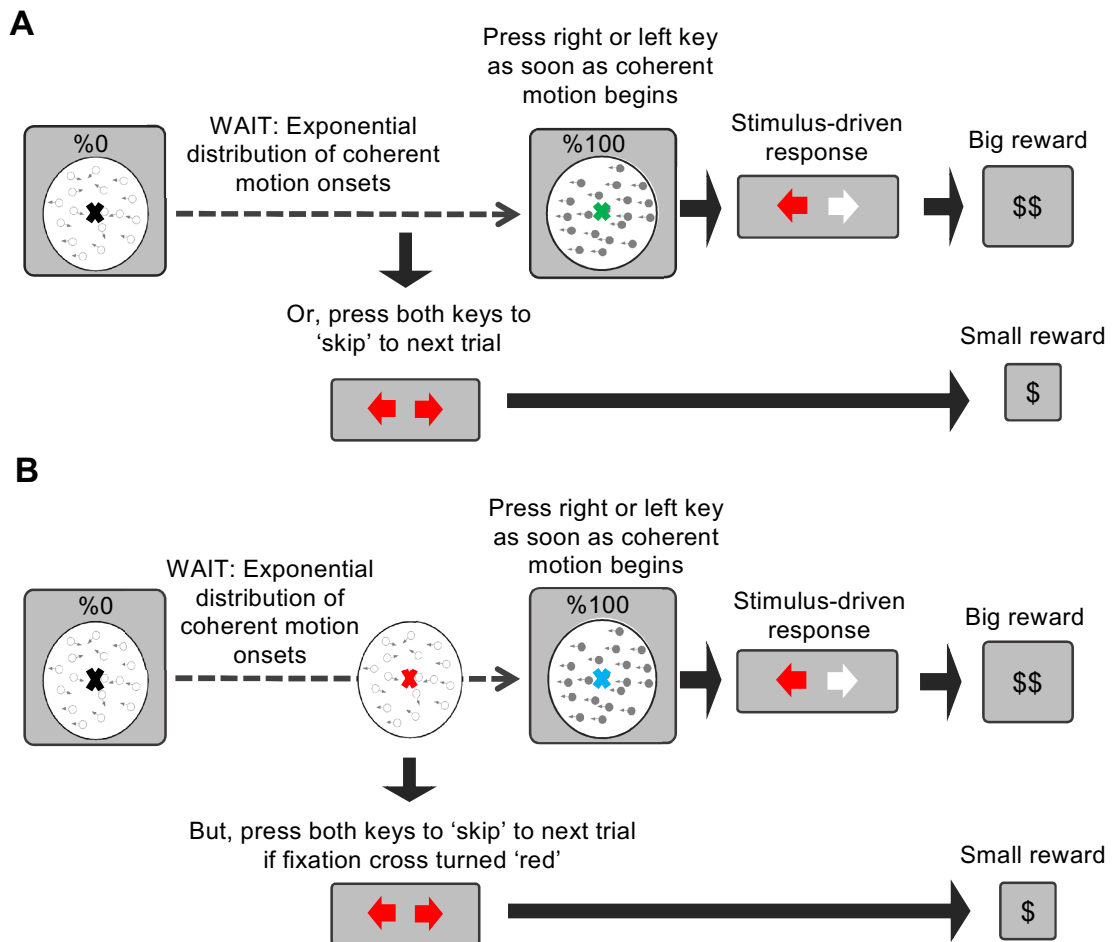 A
Press right or left key
as soon as coherent
motion begins
WAIT: Exponential
distribution of coherent
motion onsets
Stimulus-driven
response
Big reward
%0
%100
$$
Or, press both keys to
‘skip’ to next trial
Small reward
$
B
Press right or left key
as soon as coherent
motion begins
WAIT: Exponential
distribution of
coherent motion
onsets
Stimulus-driven
response
Big reward
%0
%100
$$
But, press both keys to ‘skip’ to next trial
if fixation cross turned ‘red’
Small reward
$